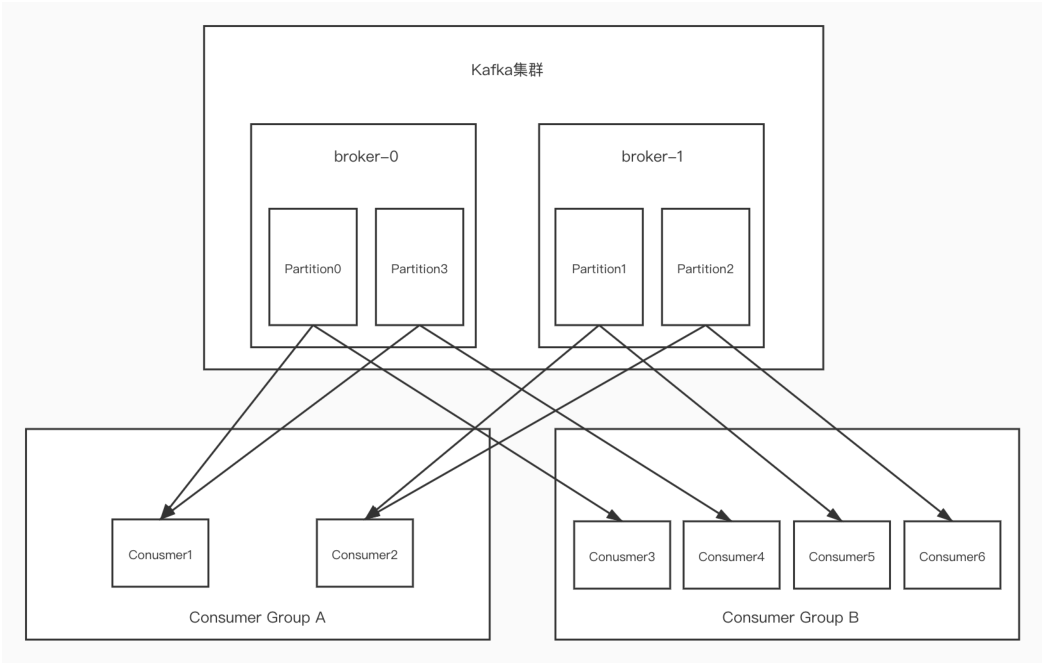 Kafka集群
broker-0
broker-1
Partition0
Partition3
Partition1
Partition2
Conusmer1
Consumer2
Conusmer3
Consumer4
Consumer5
Consumer6
Consumer Group A
Consumer Group B